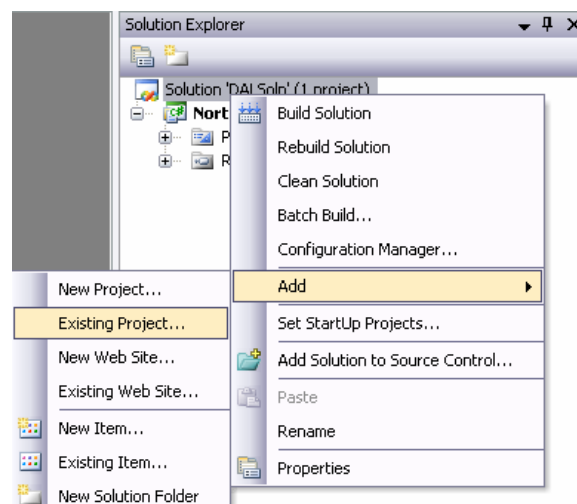 Solution Explorer
Solution 'DALSoln' (1 project)
Nort
P
R
Build Solution
Rebuild Solution
Clean Solution
Batch Build...
Configuration Manager...
Add
Set StartUp Projects...
Add Solution to Source Control...
Paste
Rename
Properties
New Project...
Existing Project...
New Web Site...
Existing Web Site...
New Item...
Existing Item...
New Solution Folder